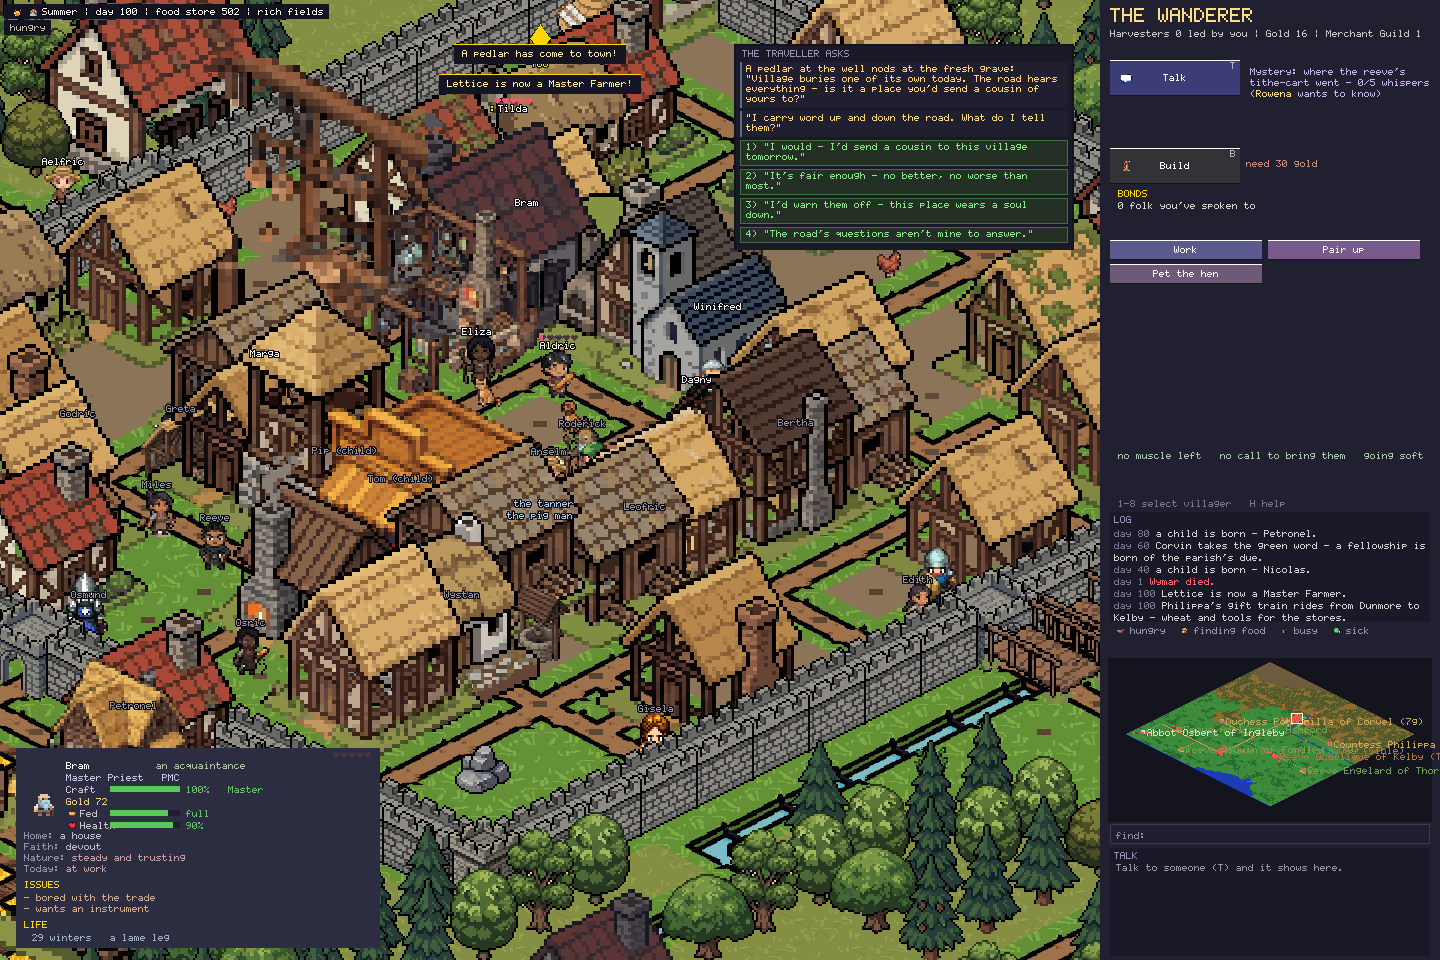 Summer | day 100 | food store 502 | rich fields
hungry
A pedlar has come to town!
Lettice is now a Master Farmer!
Tilda
Aelfric
Bram
Winifred
Eliza
Aldric
Marga
Dagny
Godric
Greta
Roderick
Bertha
Pip (child)
Anselm
Tom (child)
Miles
the tanner
the pig man
Leofric
Reeve
Osmund
Wystan
Edith
Osric
Petronel
Gisela
THE TRAVELLER ASKS
A pedlar at the well nods at the fresh grave:
"Village buries one of its own today. The road hears
everything - is it a place you'd send a cousin of
yours to?"
"I carry word up and down the road. What do I tell
them?"
1) "I would - I'd send a cousin to this village
tomorrow."
2) "It's fair enough - no better, no worse than
most."
3) "I'd warn them off - this place wears a soul
down."
4) "The road's questions aren't mine to answer."
Bram an acquaintance
Master Priest PMC
Craft 100% Master
Gold 72
Fed full
Health 90%
Home: a house
Faith: devout
Nature: steady and trusting
Today: at work
ISSUES
- bored with the trade
- wants an instrument
LIFE
29 winters a lame leg
THE WANDERER
Harvesters 0 led by you | Gold 16 | Merchant Guild 1
Talk T
Mystery: where the reeve's
tithe-cart went - 0/5 whispers
(Rowena wants to know)
Build B
need 30 gold
BONDS
0 folk you've spoken to
Work
Pair up
Pet the hen
no muscle left no call to bring them going soft
1-8 select villager H help
LOG
day 80 a child is born - Petronel.
day 60 Corvin takes the green word - a fellowship is
born of the parish's due.
day 40 a child is born - Nicolas.
day 1 Wymar died.
day 100 Lettice is now a Master Farmer.
day 100 Philippa's gift train rides from Dunmore to
Kelby - wheat and tools for the stores.
hungry finding food busy sick
Abbot Osbert of Ingleby
Countess Philippa
Reeve Engelard of Thor
find:
TALK
Talk to someone (T) and it shows here.